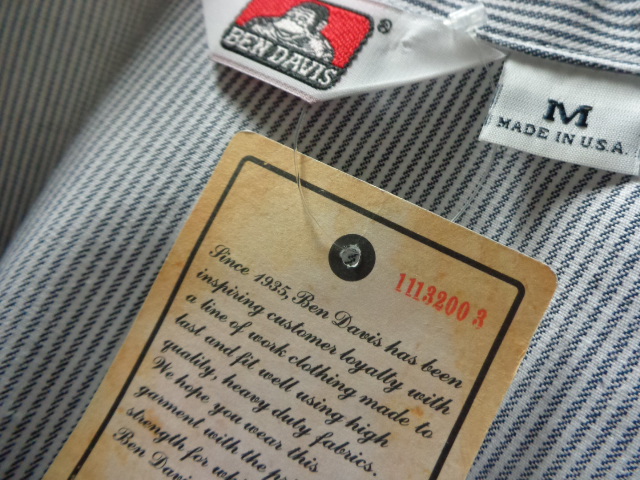 BEN DAVIS
®
M
MADE IN U.S.A.
1113200 3
Since 1935, Ben Davis has been
inspiring customer loyalty with
a line of work clothing made to
last and fit well using high
quality, heavy duty fabrics.
We hope you wear this
garment with the
strength for
Ben Davis